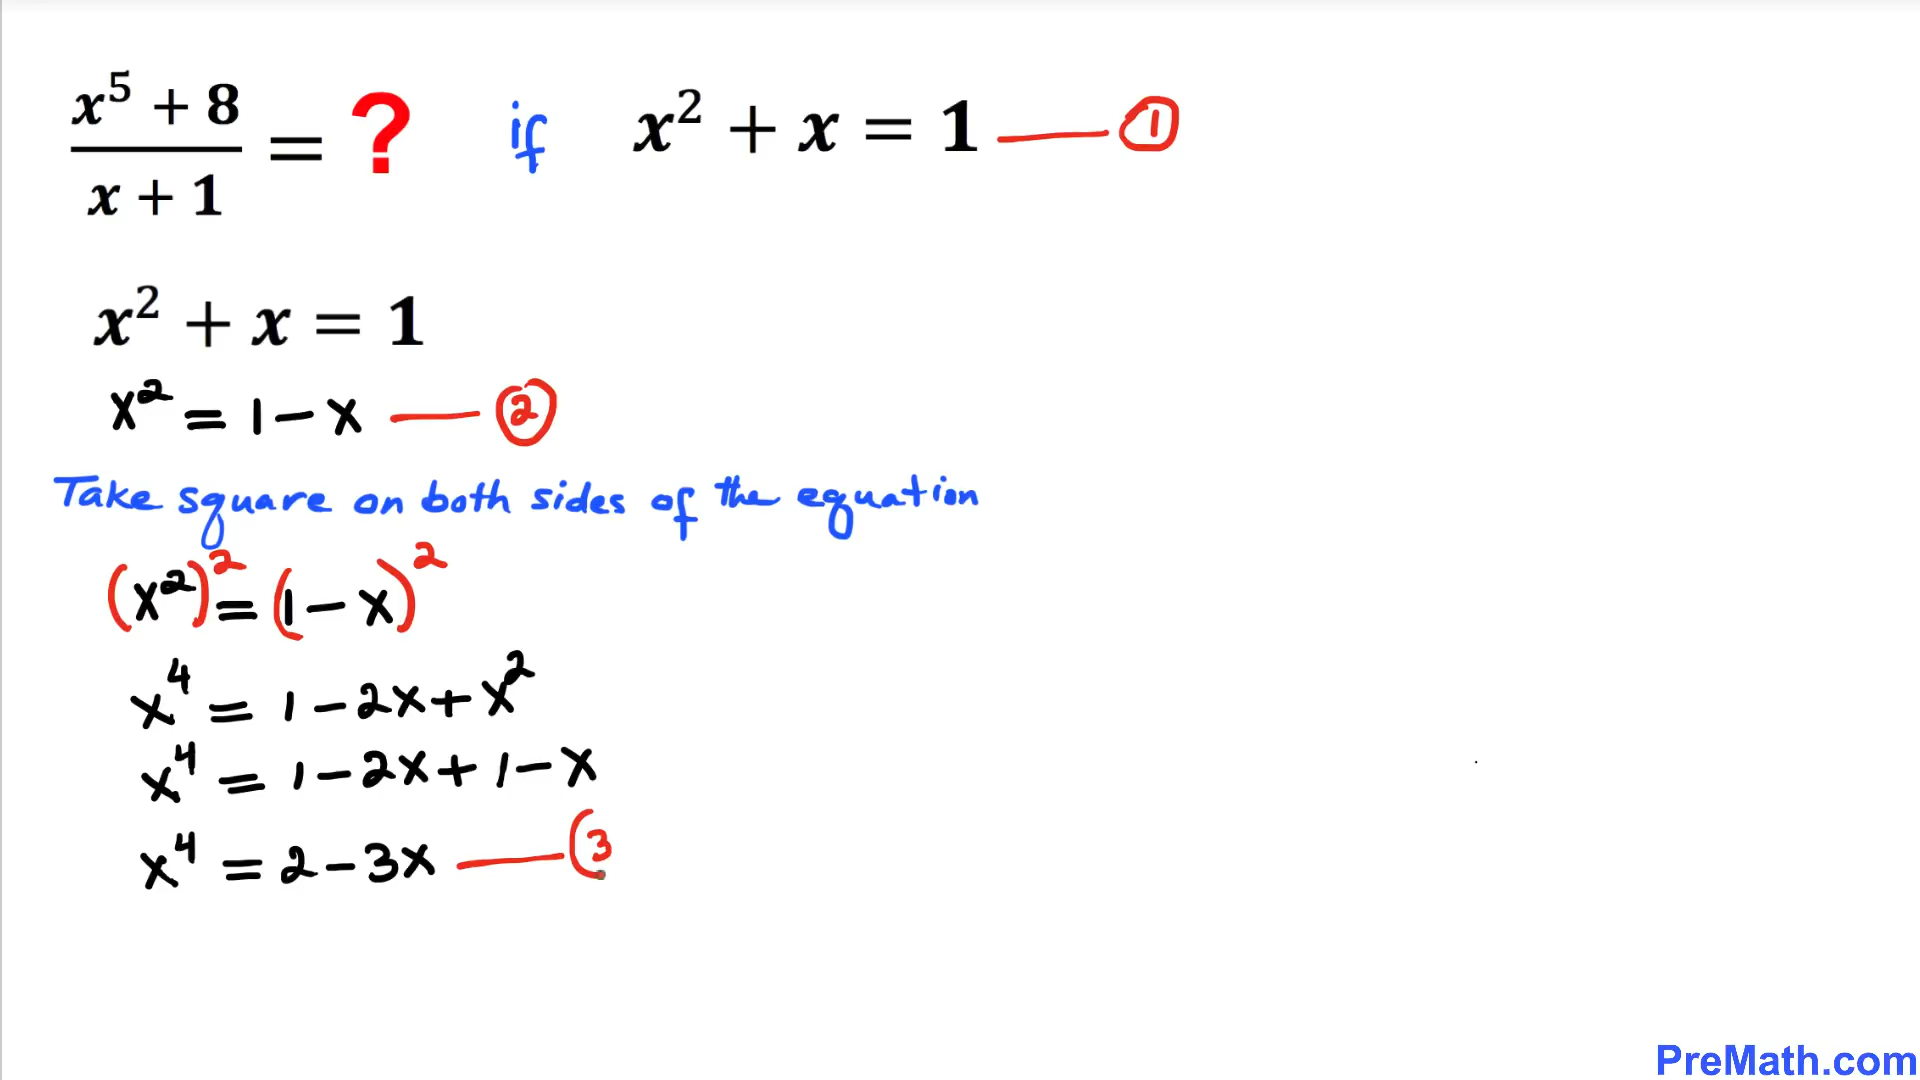 x⁵ + 8 / x + 1 = ? if x² + x = 1 — ①
x² + x = 1
x² = 1 - x — ②
Take square on both sides of the equation
(x²)² = (1 - x)²
x⁴ = 1 - 2x + x²
x⁴ = 1 - 2x + 1 - x
x⁴ = 2 - 3x — (3
PreMath.com